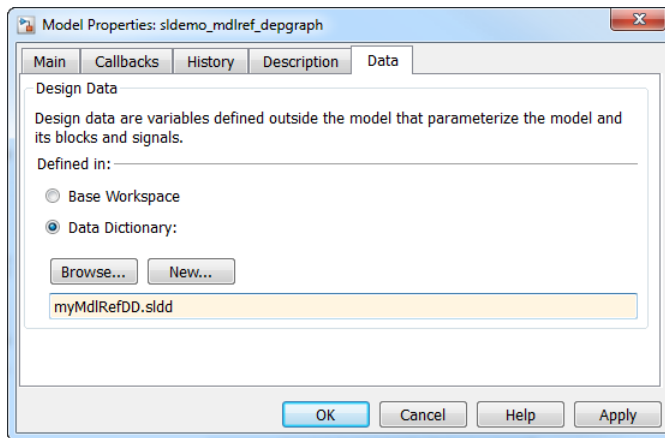 Model Properties: sldemo_mdlref_depgraph
X
Main Callbacks History Description Data
Design Data
Design data are variables defined outside the model that parameterize the model and
its blocks and signals.
Defined in:
Base Workspace
Data Dictionary:
Browse... New...
myMdlRefDD.sldd
OK Cancel Help Apply